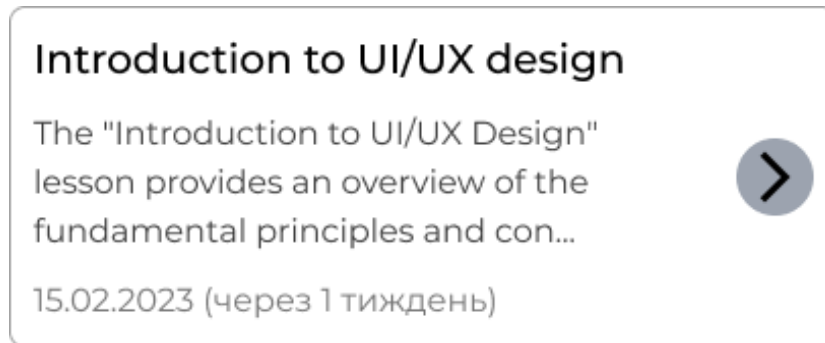 Introduction to UI/UX design
The "Introduction to UI/UX Design"
lesson provides an overview of the
fundamental principles and con...
15.02.2023 (через 1 тиждень)